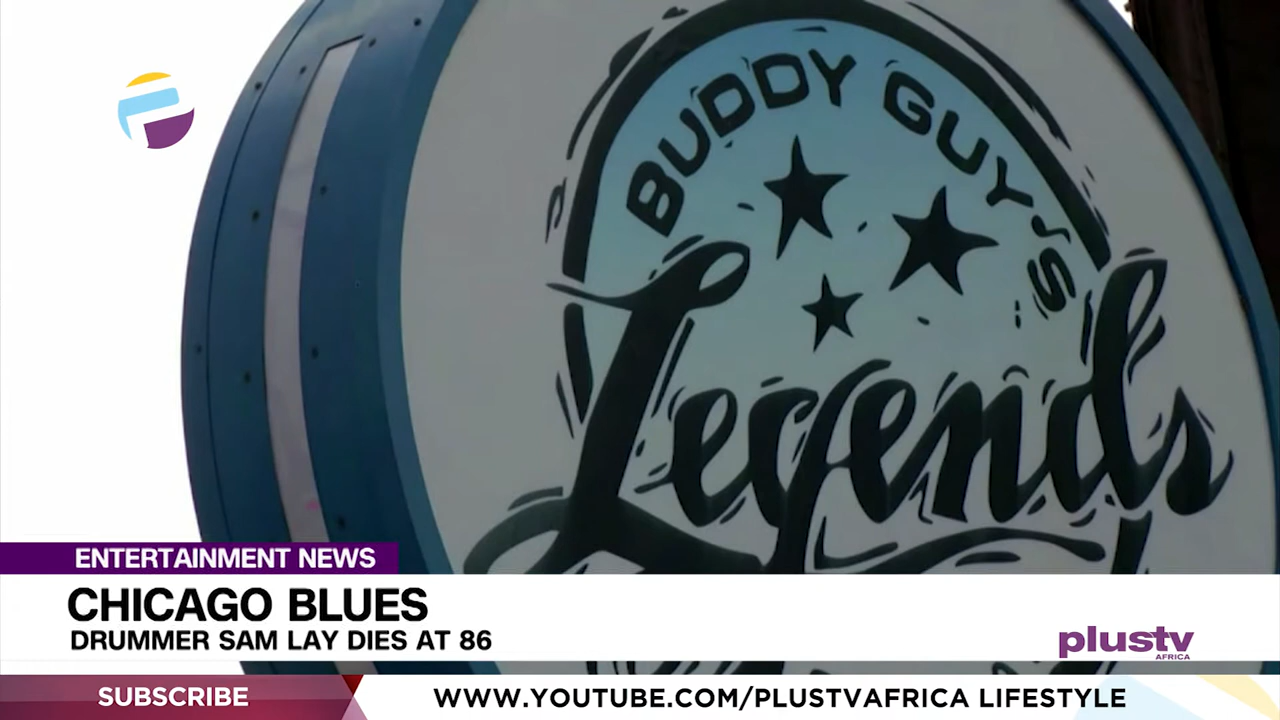 BUDDY GUY'S
Legends
ENTERTAINMENT NEWS
CHICAGO BLUES
DRUMMER SAM LAY DIES AT 86
plustv
AFRICA
SUBSCRIBE
WWW.YOUTUBE.COM/PLUSTVAFRICA LIFESTYLE